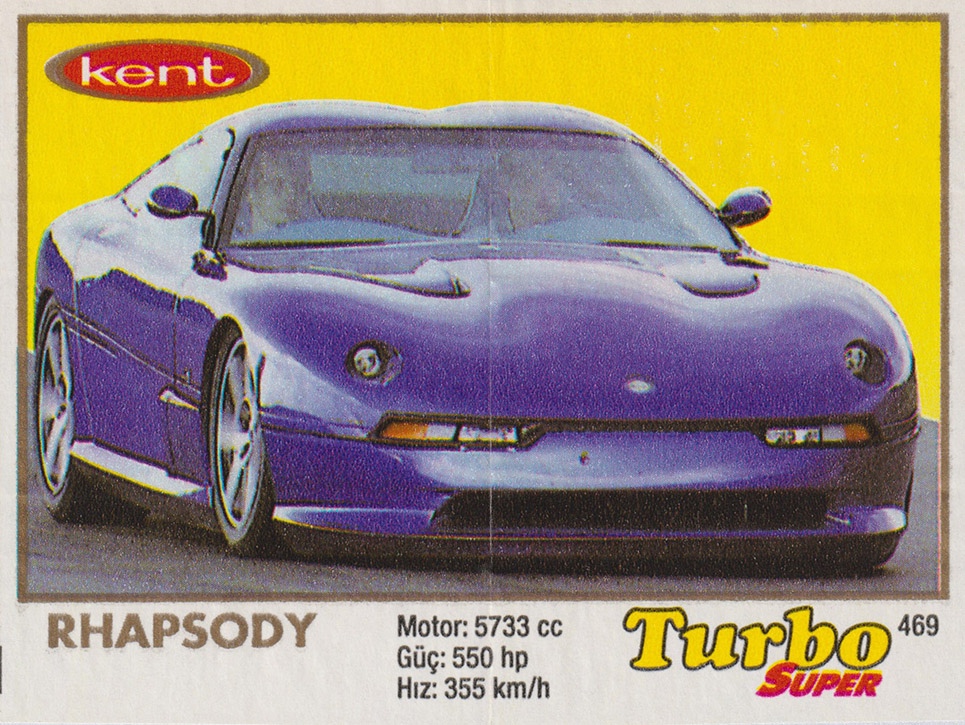 kent
RHAPSODY
Motor: 5733 cc
Güç: 550 hp
Hız: 355 km/h
Turbo
SUPER
469